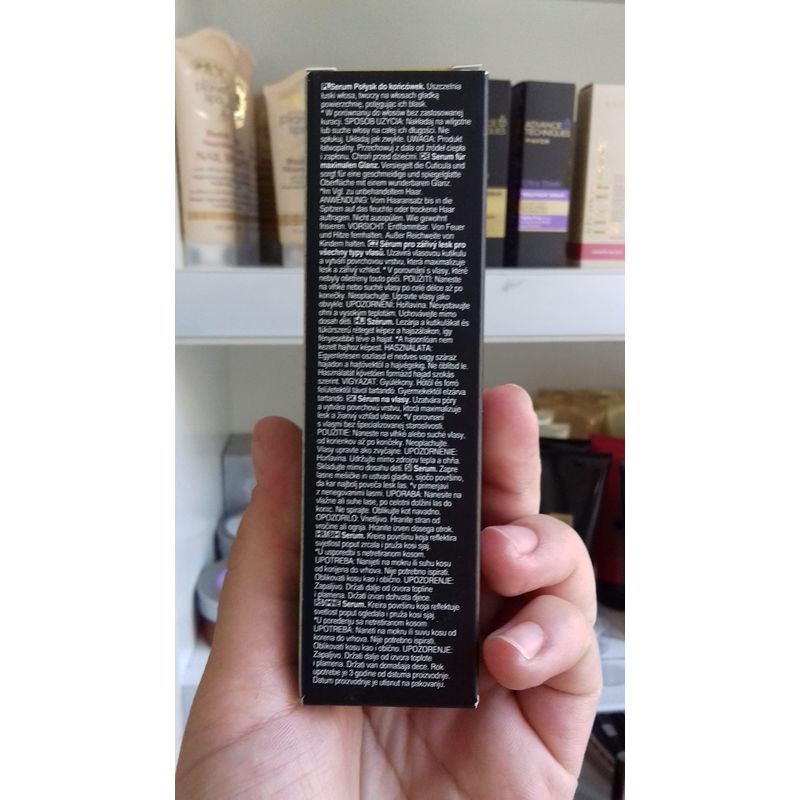 PL Serum Połysk do końcówek. Uszczelnia
łuski włosa, tworzy na włosach gładką
powierzchnię, potęgując ich blask.
*W porównaniu do włosów bez zastosowanej
kuracji. SPOSÓB UŻYCIA: Nakładaj na wilgotne
lub suche włosy na całej ich długości. Nie
spłukuj. Układaj jak zwykle. UWAGA: Produkt
łatwopalny. Przechowuj z dala od źródeł ciepła
i zapłonu. Chroń przed dziećmi. Serum für
maximalen Glanz. Versiegelt die Cuticula und
sorgt für eine geschmeidige und spiegelglatte
Oberfläche mit einem wunderbaren Glanz.
*Im Vgl. zu unbehandeltem Haar.
ANWENDUNG: Vom Haaransatz bis in die
Spitzen auf das feuchte oder trockene Haar
auftragen. Nicht ausspülen. Wie gewohnt
frisieren. VORSICHT: Entflammbar. Von Feuer
und Hitze fernhalten. Außer Reichweite von
Kindern halten. Sérum pro zářivý lesk pro
všechny typy vlasů. Uzavírá vlasovou kutikulu
a vytváří povrchovou vrstvu, která maximalizuje
lesk a zářivý vzhled. * V porovnání s vlasy, které
nebyly ošetřeny touto péčí. POUŽITÍ: Naneste
na vlhké nebo suché vlasy po celé délce až po
konečky. Neoplachujte. Upravte vlasy jako
obvykle. UPOZORNĚNÍ: Hořlavina. Nevystavujte
ohni a vysokým teplotám. Uchovávejte mimo
dosah dětí. HU Szérum. Lezárja a kutikulákat és
tükörszerű réteget képez a hajszálakon, így
fényesebbé téve a hajat. *A hasonlóan nem
kezelt hajhoz képest. HASZNÁLATA:
Egyenletesen oszlasd el nedves vagy száraz
hajadon a hajtövektől a hajvégekig. Ne öblítsd le.
Használatát követően formázd hajad szokás
szerint. VIGYÁZAT: Gyúlékony. Hőtől és forró
felületektől távol tartandó. Gyermekektől elzárva
tartandó. SK Sérum na vlasy. Uzatvára póry
a vytvára povrchovú vrstvu, ktorá maximalizuje
lesk a žiarivý vzhľad vlasov. *V porovnaní
s vlasmi bez špecializovanej starostlivosti.
POUŽITIE: Naneste na vlhké alebo suché vlasy,
od korienkov až po končeky. Neoplachujte.
Vlasy upravte ako zvyčajne. UPOZORNENIE:
Horľavina. Udržujte mimo zdrojov tepla a ohňa.
Skladujte mimo dosahu detí. Serum. Zapre
lasne mešičke in ustvari gladko, sijočo površino,
da kar najbolj poveča lesk las. *v primerjavi
z nenegovanimi lasmi. UPORABA: Nanesite na
vlažne ali suhe lase, po celotni dolžini las do
konic. Ne spirajte. Oblikujte kot navadno.
OPOZORILO: Vnetljivo. Hranite stran od
vročine ali ognja. Hranite izven dosega otrok.
HR BH Serum. Kreira površinu koja reflektira
svjetlost poput zrcala i pruža kosi sjaj.
*U usporedbi s netretiranom kosom.
UPOTREBA: Nanijeti na mokru ili suhu kosu
od korijena do vrhova. Nije potrebno ispirati.
Oblikovati kosu kao i obično. UPOZORENJE:
Zapaljivo. Držati dalje od izvora topline
i plamena. Držati izvan dohvata djece.
Serum. Kreira površinu koja reflektuje
svetlost poput ogledala i pruža kosi sjaj.
*U poređenju sa netretiranom kosom.
UPOTREBA: Naneti na mokru ili suvu kosu od
korena do vrhova. Nije potrebno ispirati.
Oblikovati kosu kao i obično. UPOZORENJE:
Zapaljivo. Držati dalje od izvora toplote
i plamena. Držati van domašaja dece. Rok
upotrebe je 3 godine od datuma proizvodnje.
Datum proizvodnje je utisnut na pakovanju.
ADVANCE
TECHNIQUES